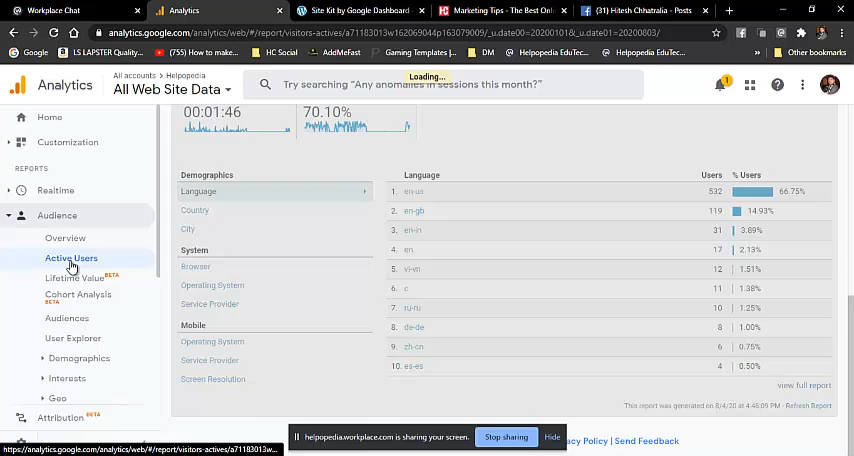 Workplace Chat
Analytics
Site Kit by Google Dashboard
Marketing Tips - The Best Onlin
(31) Hitesh Chhatralia - Posts
analytics.google.com/analytics/web/#/report/visitors-actives/a71183013w162069044p163079009/_u.date00=20200101&_u.date01=20200803/
Google
LS LAPSTER Quality...
(755) How to make...
HC Social
AddMeFast
Gaming Templates |...
DM
Helpopedia EduTec...
Helpopedia EduTec...
Other bookmarks
Analytics
All accounts > Helpopedia
All Web Site Data
Loading...
Try searching "Any anomalies in sessions this month?"
1
Home
Customization
REPORTS
Realtime
Audience
Overview
Active Users
Lifetime Value BETA
Cohort Analysis
BETA
Audiences
User Explorer
Demographics
Interests
Geo
Attribution BETA
00:01:46
70.10%
Demographics
Language
Country
City
System
Browser
Operating System
Service Provider
Mobile
Operating System
Service Provider
Screen Resolution
Language Users % Users
1. en-us 532 66.75%
2. en-gb 119 14.93%
3. en-in 31 3.89%
4. en 17 2.13%
5. vi-vn 12 1.51%
6. c 11 1.38%
7. ru-ru 10 1.25%
8. de-de 8 1.00%
9. zh-cn 6 0.75%
10. es-es 4 0.50%
view full report
This report was generated on 8/4/20 at 4:46:09 PM - Refresh Report
helpopedia.workplace.com is sharing your screen.
Stop sharing
Hide
Privacy Policy | Send Feedback
https://analytics.google.com/analytics/web/#/report/visitors-actives/a71183013w...